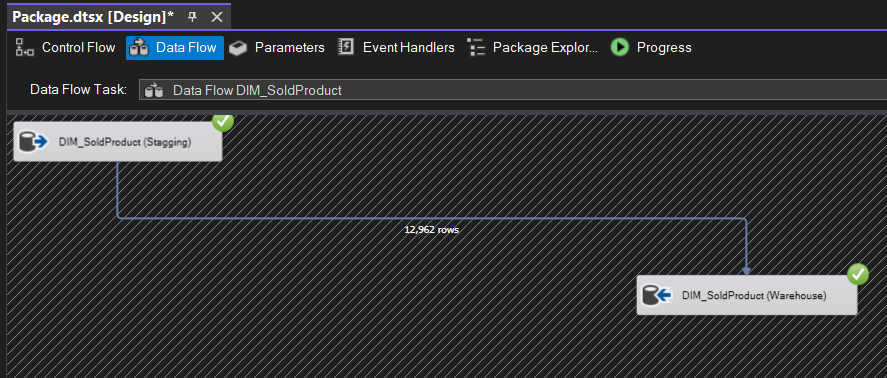 Package.dtsx [Design]*
Control Flow Data Flow Parameters Event Handlers Package Explor... Progress
Data Flow Task: Data Flow DIM_SoldProduct
DIM_SoldProduct (Stagging)
12,962 rows
DIM_SoldProduct (Warehouse)